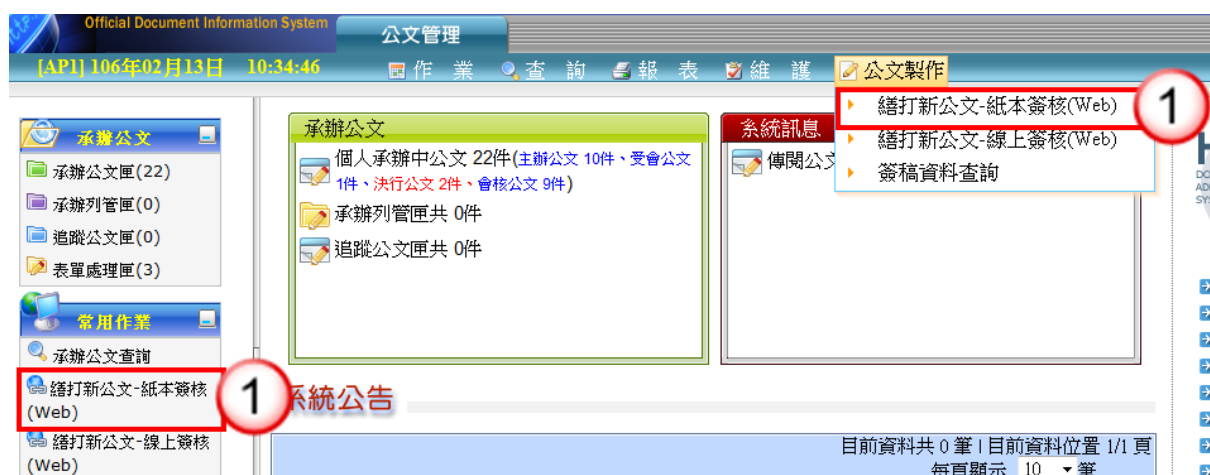 Official Document Information System
公文管理
[AP1] 106年02月13日 10:34:46
作 業 查 詢 報 表 維 護 公文製作
繕打新公文-紙本簽核(Web)
1
繕打新公文-線上簽核(Web)
簽稿資料查詢
承辦公文
承辦公文匣(22)
承辦列管匣(0)
追蹤公文匣(0)
表單處理匣(3)
常用作業
承辦公文查詢
繕打新公文-紙本簽核
(Web)
1
繕打新公文-線上簽核
(Web)
承辦公文
個人承辦中公文 22件(主辦公文 10件、受會公文
1件、決行公文 2件、會核公文 9件)
承辦列管匣共 0件
追蹤公文匣共 0件
系統訊息
傳閱公文
系統公告
目前資料共 0 筆 | 目前資料位置 1/1 頁
每頁顯示 10 筆